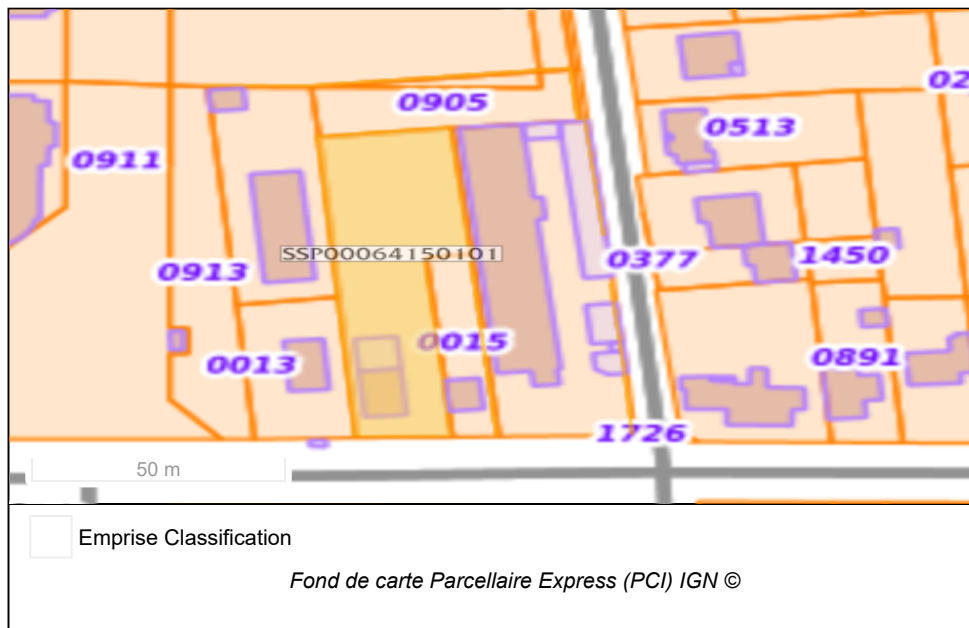 02
0905
0513
0911
SSP00064150101
0377
1450
0913
0015
0891
0013
1726
50 m
Emprise Classification
Fond de carte Parcellaire Express (PCI) IGN ©